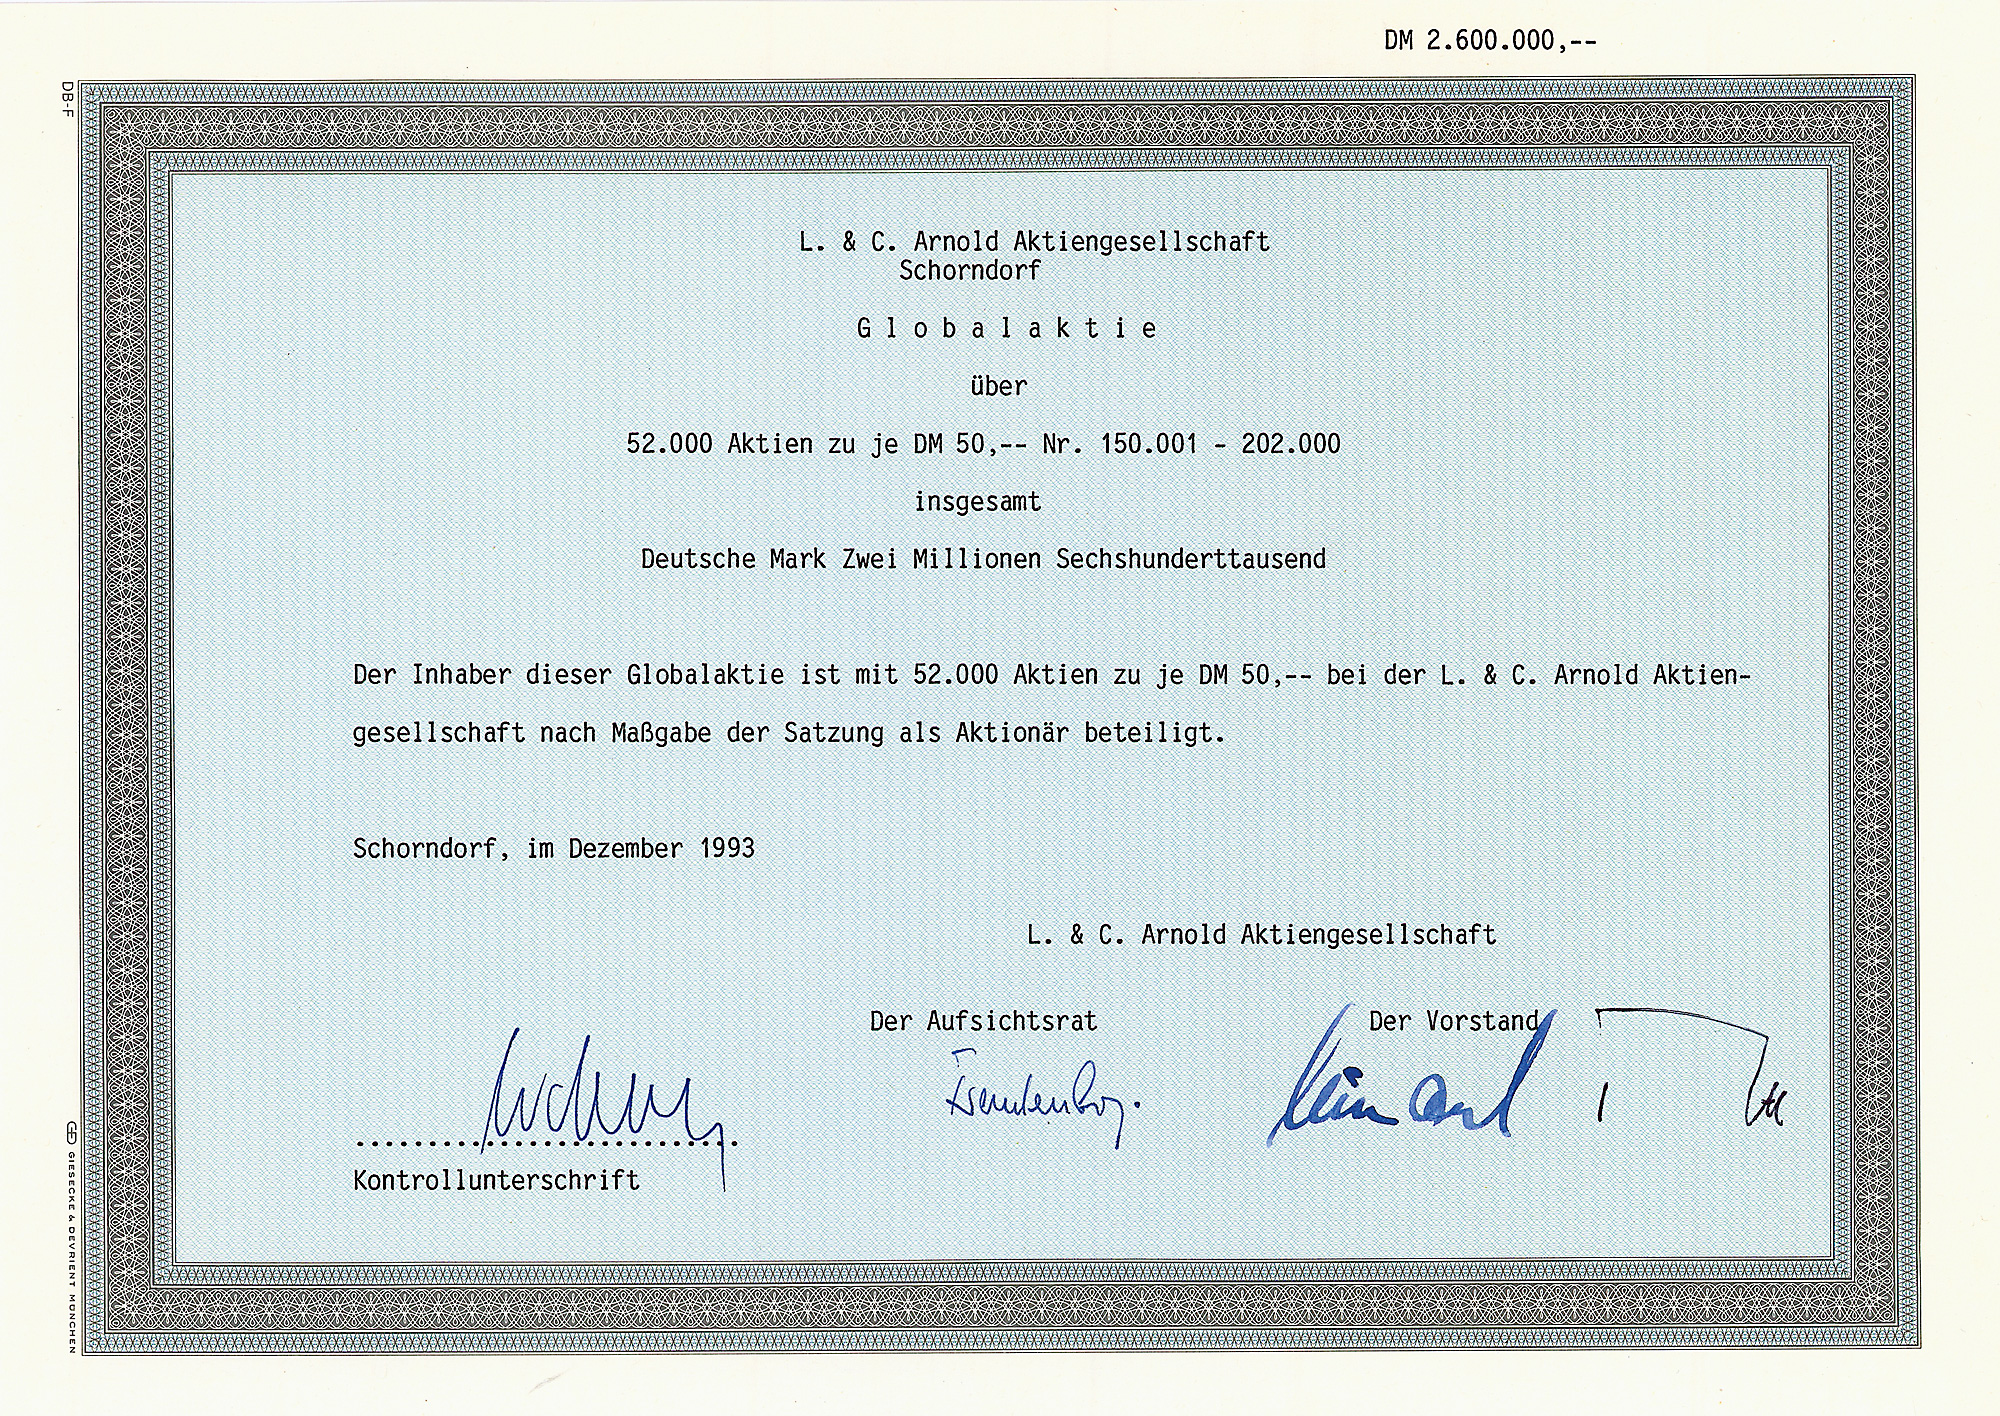 DM 2.600.000,--
DB-F
L. & C. Arnold Aktiengesellschaft
Schorndorf
G l o b a l a k t i e
über
52.000 Aktien zu je DM 50,-- Nr. 150.001 - 202.000
insgesamt
Deutsche Mark Zwei Millionen Sechshunderttausend
Der Inhaber dieser Globalaktie ist mit 52.000 Aktien zu je DM 50,-- bei der L. & C. Arnold Aktien-
gesellschaft nach Maßgabe der Satzung als Aktionär beteiligt.
Schorndorf, im Dezember 1993
L. & C. Arnold Aktiengesellschaft
Der Aufsichtsrat Der Vorstand
Kontrollunterschrift
GD GIESECKE & DEVRIENT MÜNCHEN